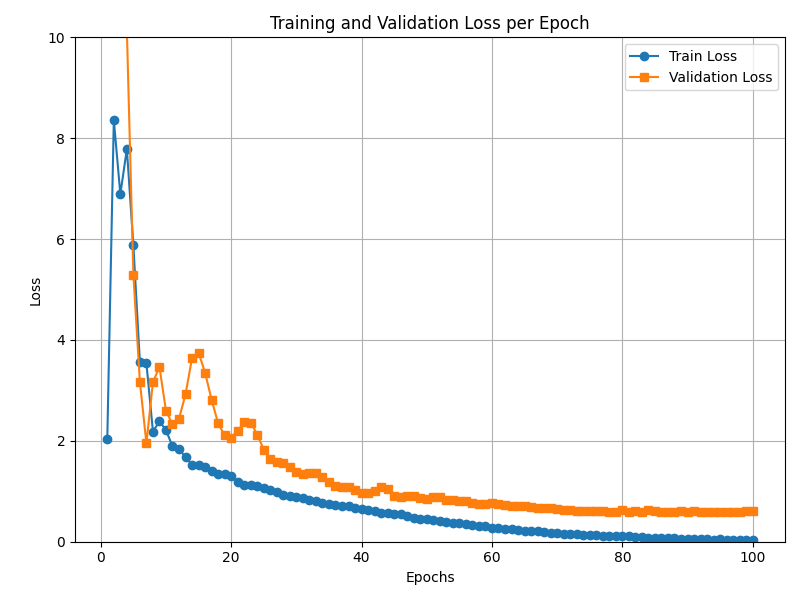 Training and Validation Loss per Epoch
Train Loss
Validation Loss
10
8
6
4
2
0
Loss
0 20 40 60 80 100
Epochs